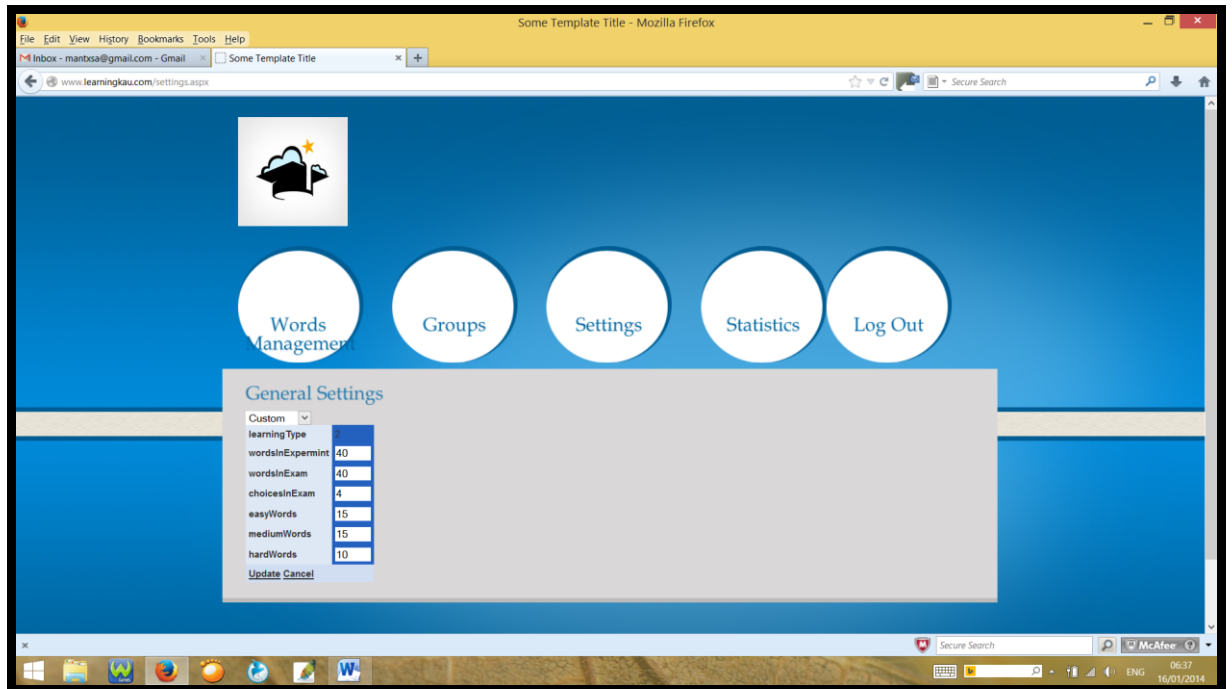 Some Template Title - Mozilla Firefox
File Edit View History Bookmarks Tools Help
Inbox - mantxsa@gmail.com - Gmail × Some Template Title × +
www.learningkau.com/settings.aspx Secure Search
Words Management
Groups
Settings
Statistics
Log Out
General Settings
Custom
learningType 2
wordsInExpermint 40
wordsInExam 40
choicesInExam 4
easyWords 15
mediumWords 15
hardWords 10
Update Cancel
× Secure Search McAfee ?
W ENG 06:37
16/01/2014